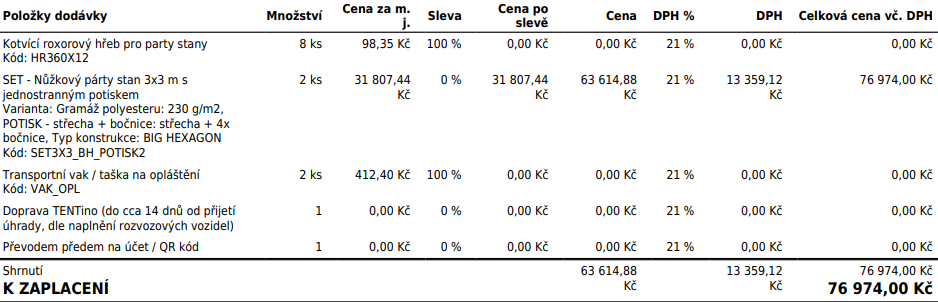 Položky dodávky Množství Cena za m. j. Sleva Cena po slevě Cena DPH % DPH Celková cena vč. DPH
Kotvící roxorový hřeb pro party stany 8 ks 98,35 Kč 100 % 0,00 Kč 0,00 Kč 21 % 0,00 Kč 0,00 Kč
Kód: HR360X12
SET - Nůžkový párty stan 3x3 m s 2 ks 31 807,44 0 % 31 807,44 63 614,88 21 % 13 359,12 76 974,00 Kč
jednostranným potiskem Kč Kč Kč Kč
Varianta: Gramáž polyesteru: 230 g/m2,
POTISK - střecha + bočnice: střecha + 4x
bočnice, Typ konstrukce: BIG HEXAGON
Kód: SET3X3_BH_POTISK2
Transportní vak / taška na opláštění 2 ks 412,40 Kč 100 % 0,00 Kč 0,00 Kč 21 % 0,00 Kč 0,00 Kč
Kód: VAK_OPL
Doprava TENTino (do cca 14 dnů od přijetí 1 0,00 Kč 0 % 0,00 Kč 0,00 Kč 21 % 0,00 Kč 0,00 Kč
úhrady, dle naplnění rozvozových vozidel)
Převodem předem na účet / QR kód 1 0,00 Kč 0 % 0,00 Kč 0,00 Kč 21 % 0,00 Kč 0,00 Kč
Shrnutí 63 614,88 Kč 13 359,12 Kč 76 974,00 Kč
K ZAPLACENÍ 76 974,00 Kč